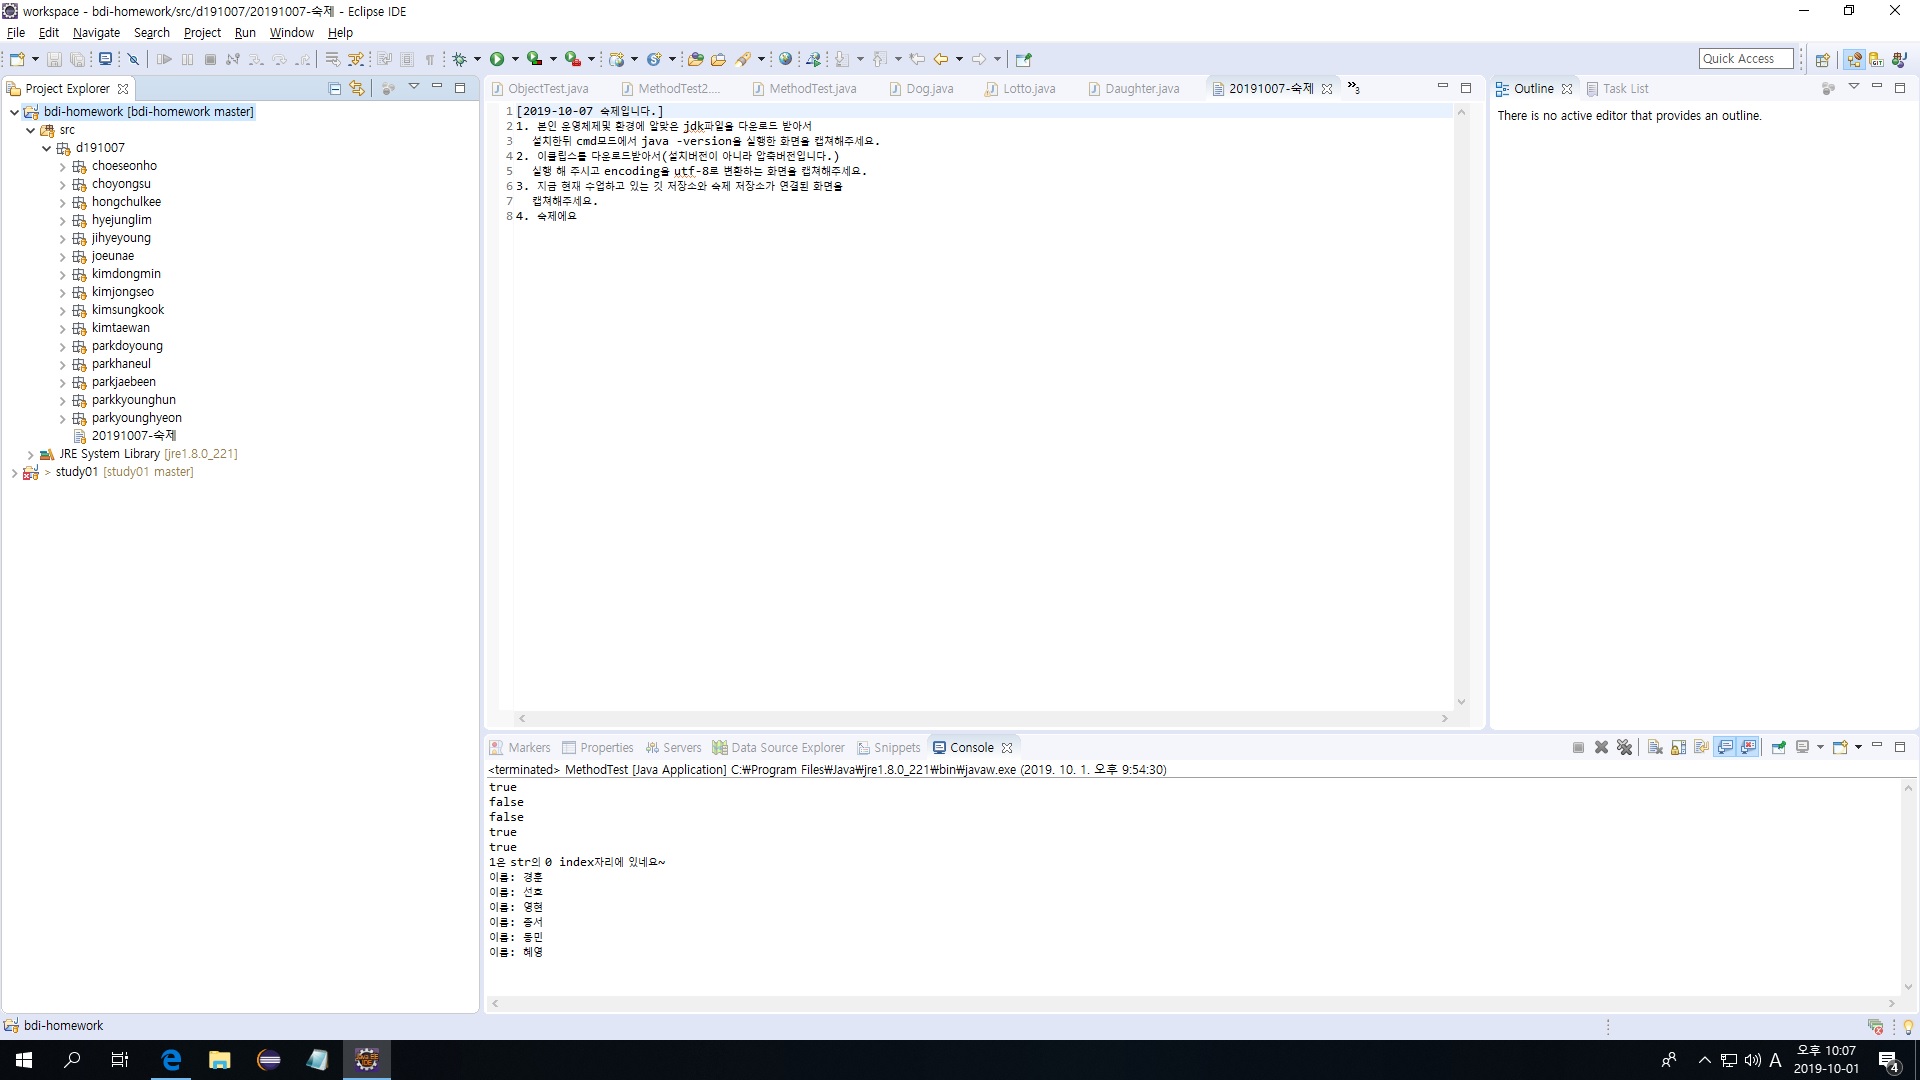 workspace - bdi-homework/src/d191007/20191007-숙제 - Eclipse IDE
File Edit Navigate Search Project Run Window Help
Quick Access
Project Explorer
bdi-homework [bdi-homework master]
src
d191007
choeseonho
choyongsu
hongchulkee
hyejunglim
jihyeyoung
joeunae
kimdongmin
kimjongseo
kimsungkook
kimtaewan
parkdoyoung
parkhaneul
parkjaebeen
parkkyounghun
parkyounghyeon
20191007-숙제
JRE System Library [jre1.8.0_221]
> study01 [study01 master]
ObjectTest.java MethodTest2.... MethodTest.java Dog.java Lotto.java Daughter.java 20191007-숙제 »3
1 [2019-10-07 숙제입니다.]
2 1. 본인 운영체제및 환경에 알맞은 jdk파일을 다운로드 받아서
3 설치한뒤 cmd모드에서 java -version을 실행한 화면을 캡쳐해주세요.
4 2. 이클립스를 다운로드받아서(설치버전이 아니라 압축버전입니다.)
5 실행 해 주시고 encoding을 utf-8로 변환하는 화면을 캡쳐해주세요.
6 3. 지금 현재 수업하고 있는 깃 저장소와 숙제 저장소가 연결된 화면을
7 캡쳐해주세요.
8 4. 숙제에요
Outline Task List
There is no active editor that provides an outline.
Markers Properties Servers Data Source Explorer Snippets Console
<terminated> MethodTest [Java Application] C:₩Program Files₩Java₩jre1.8.0_221₩bin₩javaw.exe (2019. 10. 1. 오후 9:54:30)
true
false
false
true
true
1은 str의 0 index자리에 있네요~
이름: 경훈
이름: 선호
이름: 영현
이름: 종서
이름: 동민
이름: 혜영
bdi-homework
A
오후 10:07
2019-10-01
4